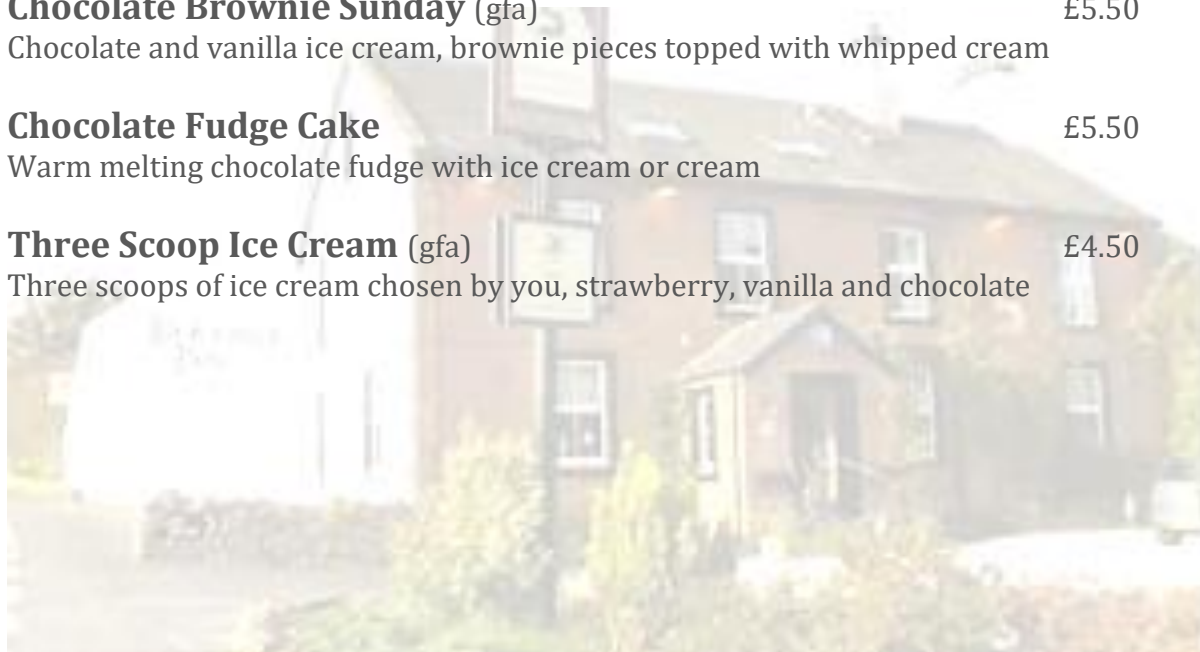 Chocolate Brownie Sunday (gfa) £5.50
Chocolate and vanilla ice cream, brownie pieces topped with whipped cream
Chocolate Fudge Cake £5.50
Warm melting chocolate fudge with ice cream or cream
Three Scoop Ice Cream (gfa) £4.50
Three scoops of ice cream chosen by you, strawberry, vanilla and chocolate